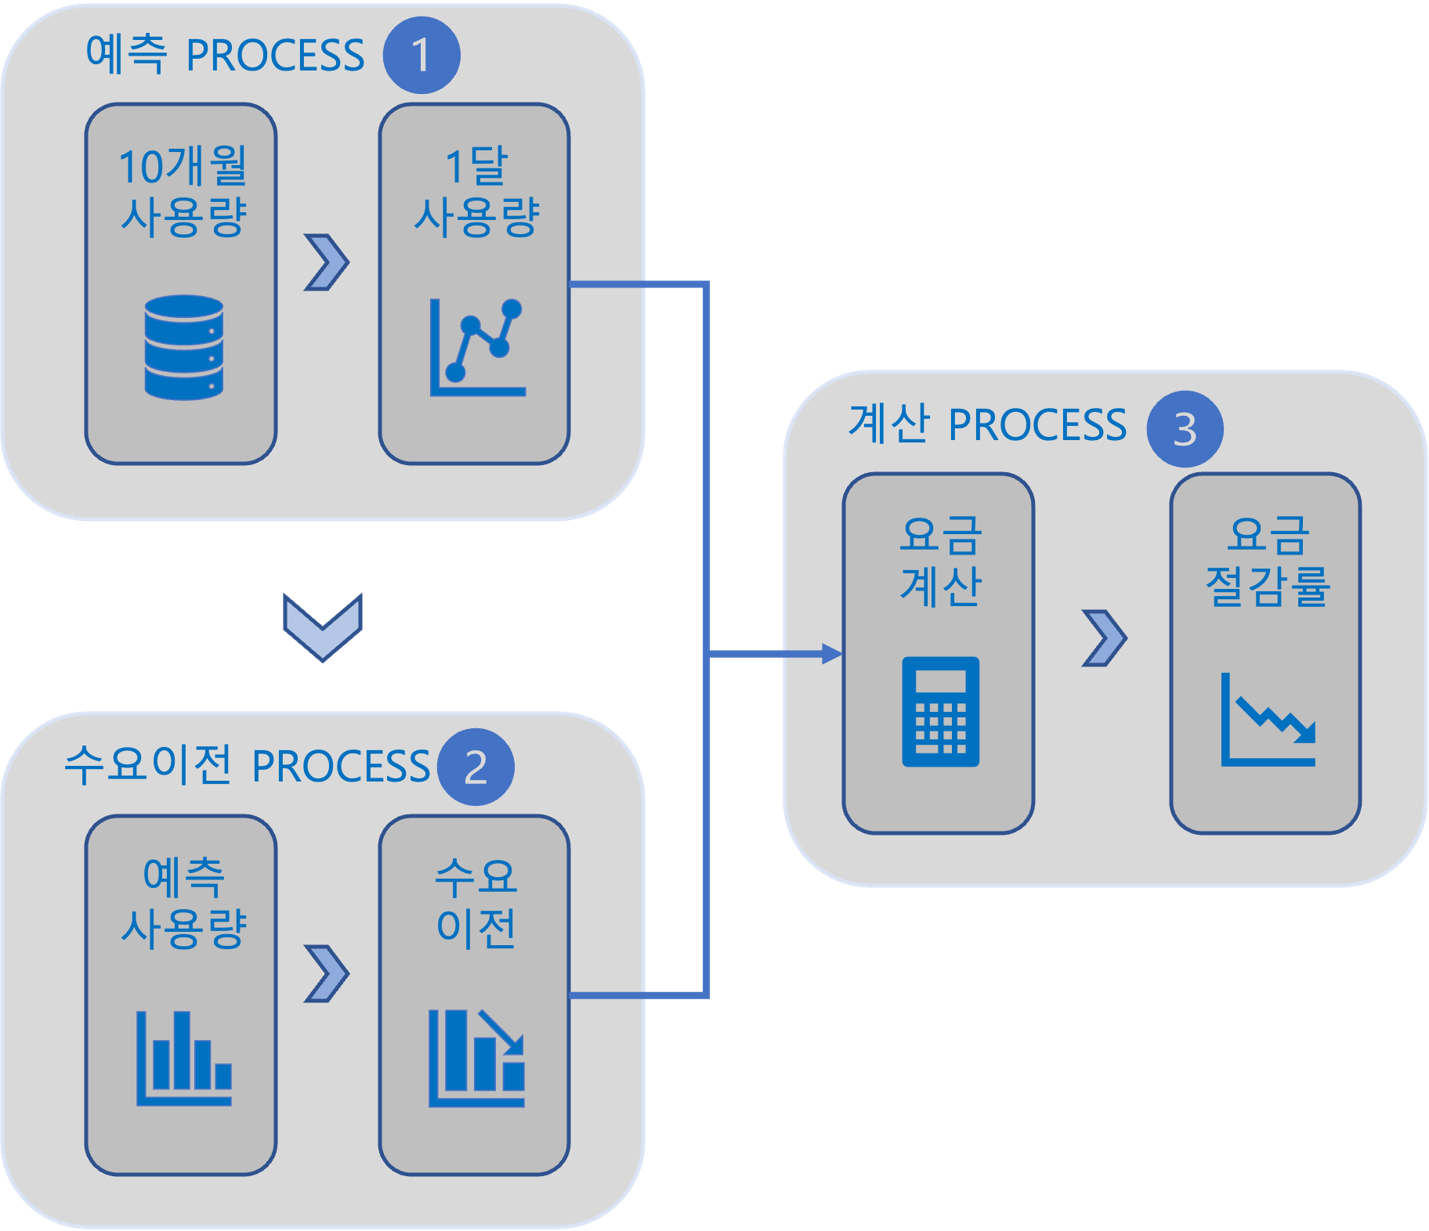 예측 PROCESS 1
10개월
사용량
1달
사용량
수요이전 PROCESS 2
예측
사용량
수요
이전
계산 PROCESS 3
요금
계산
요금
절감률